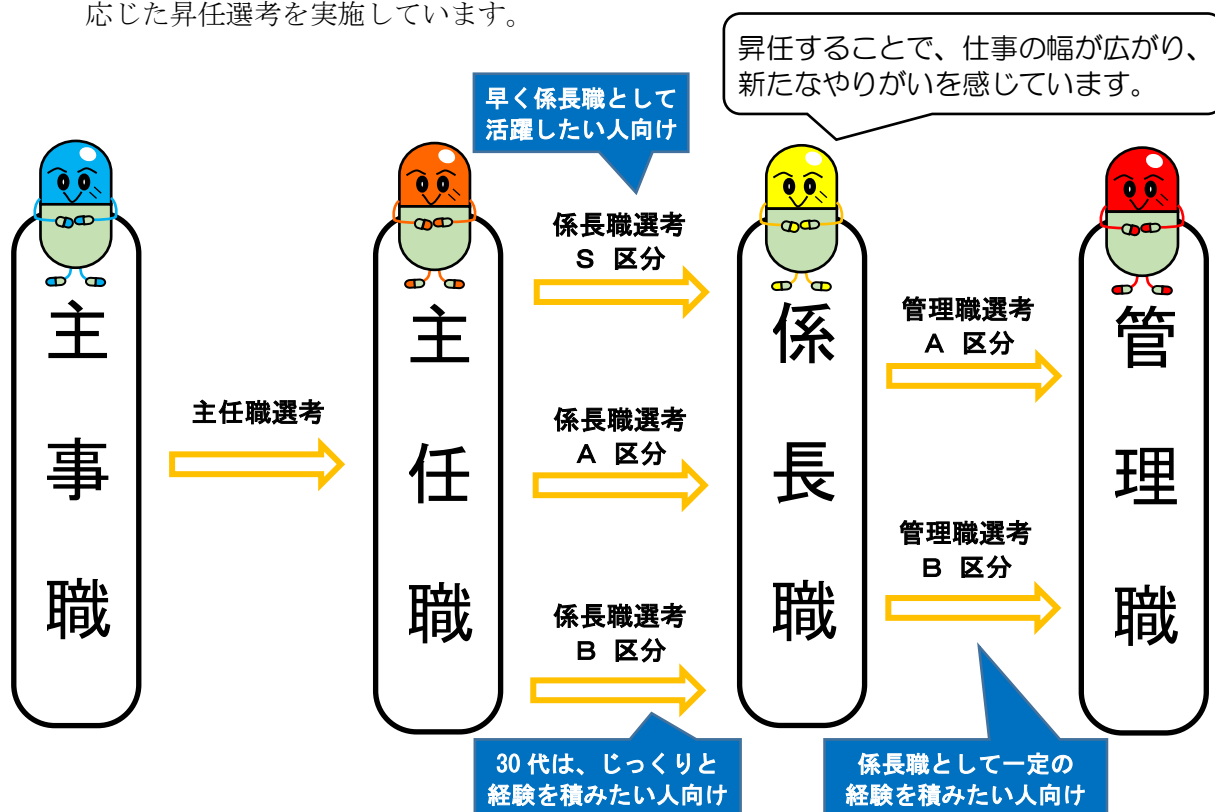 応じた昇任選考を実施しています。
昇任することで、仕事の幅が広がり、
新たなやりがいを感じています。
早く係長職として
活躍したい人向け
主事職
主任職選考
主任職
係長職選考
Ｓ 区分
係長職選考
Ａ 区分
係長職選考
Ｂ 区分
30代は、じっくりと
経験を積みたい人向け
係長職
管理職選考
Ａ 区分
管理職選考
Ｂ 区分
係長職として一定の
経験を積みたい人向け
管理職